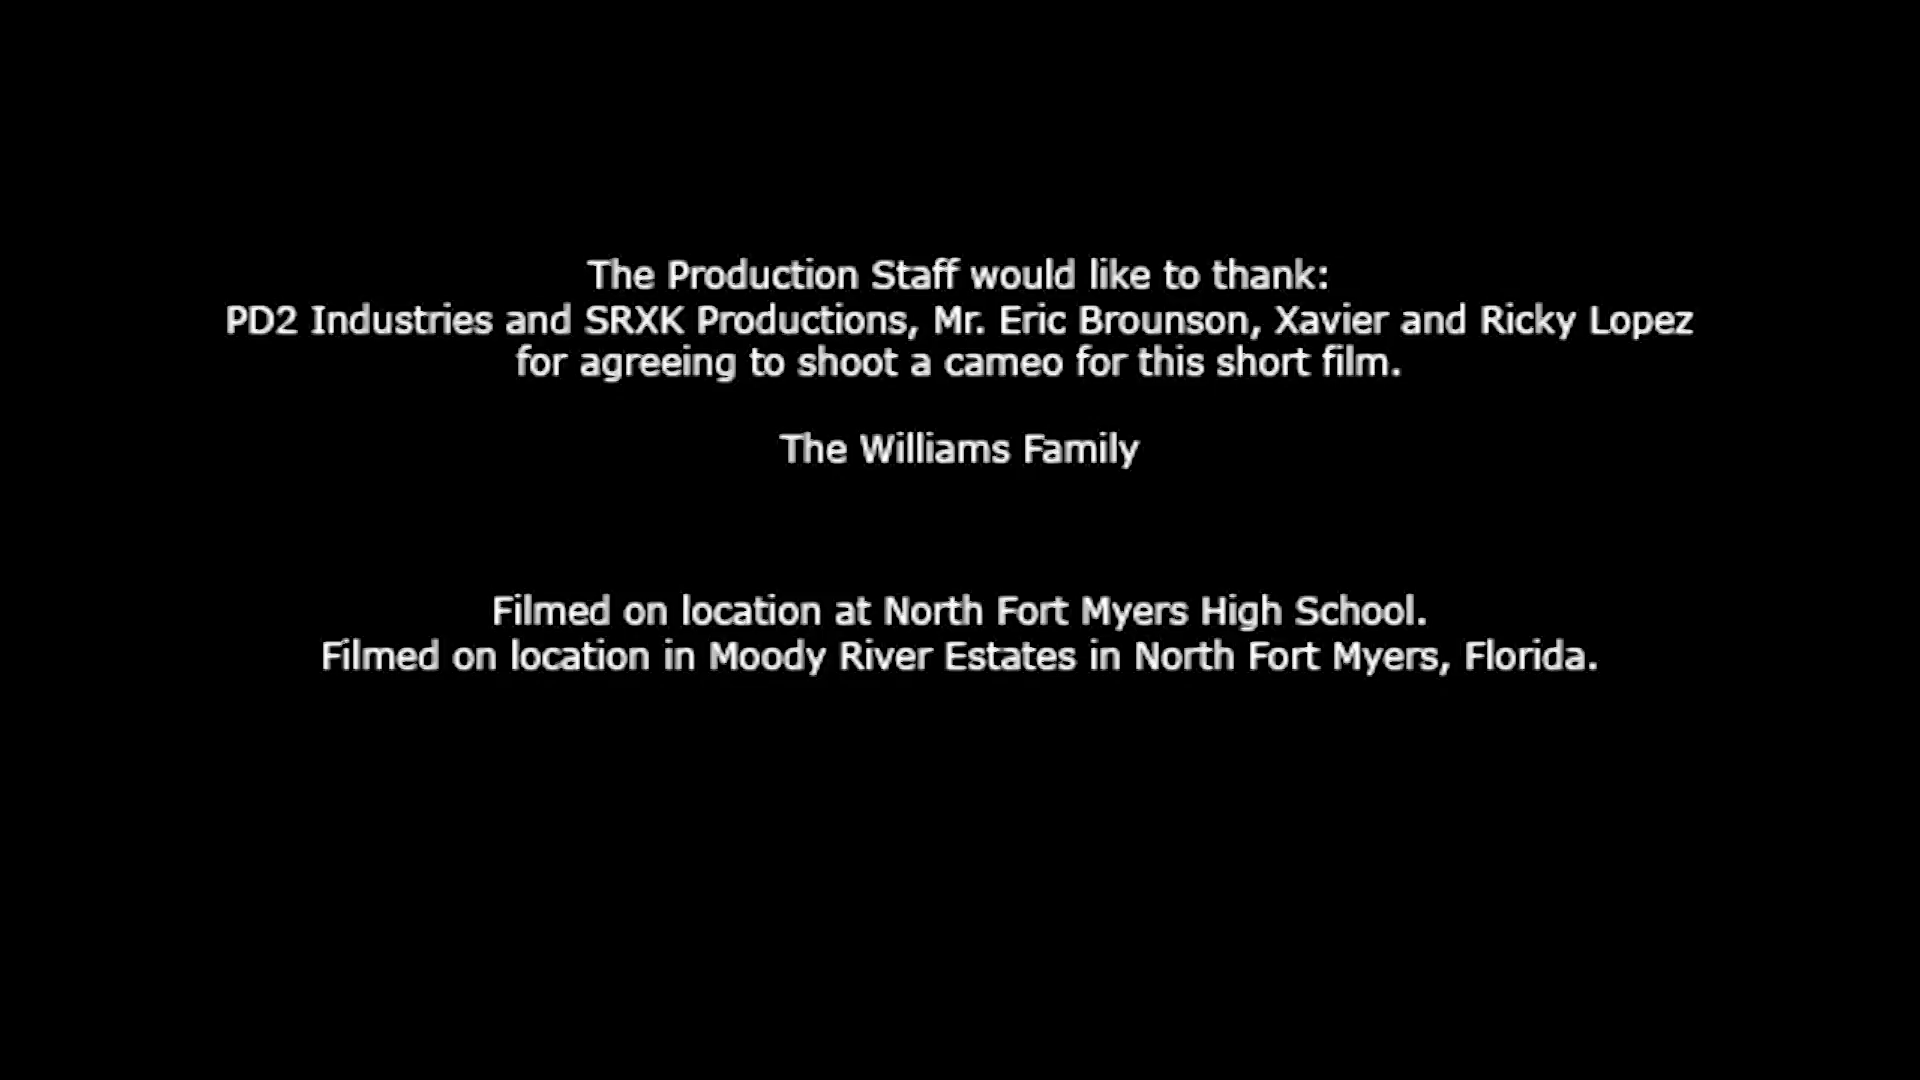 The Production Staff would like to thank:
PD2 Industries and SRXK Productions, Mr. Eric Brounson, Xavier and Ricky Lopez
for agreeing to shoot a cameo for this short film.
The Williams Family
Filmed on location at North Fort Myers High School.
Filmed on location in Moody River Estates in North Fort Myers, Florida.